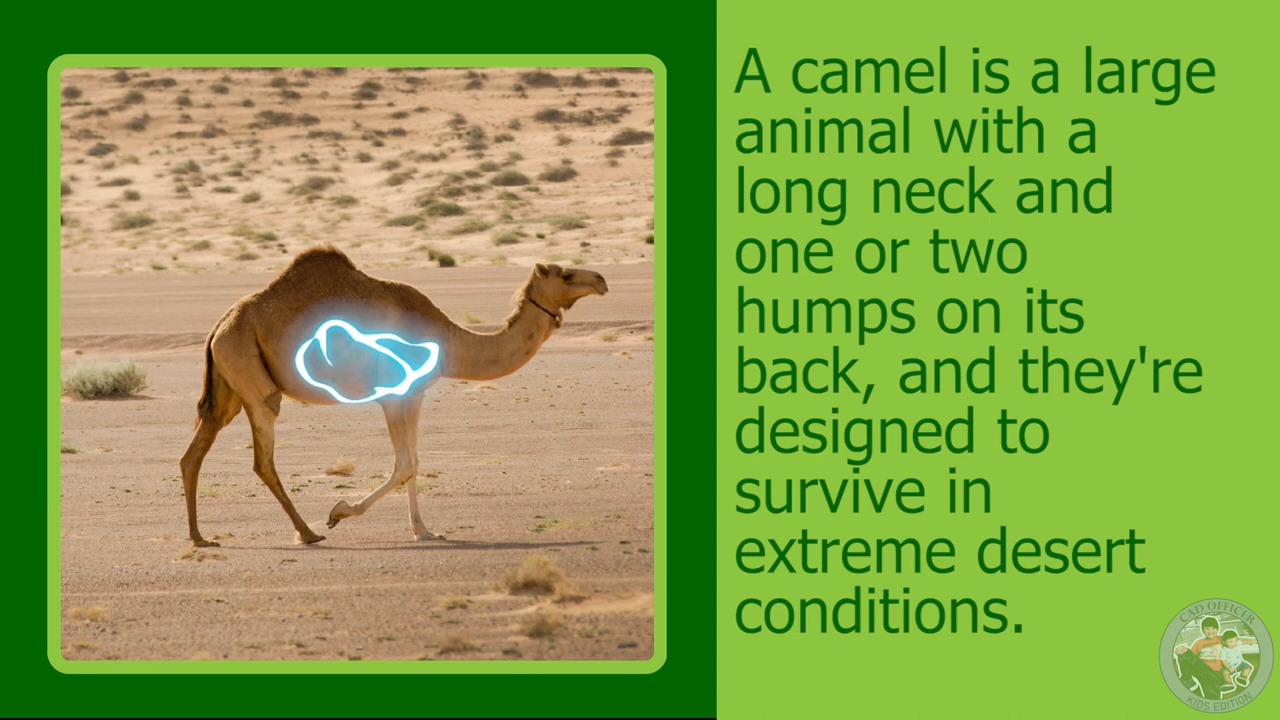 A camel is a large
animal with a
long neck and
one or two
humps on its
back, and they're
designed to
survive in
extreme desert
conditions.
CAD OFFICER
KIDS EDITION